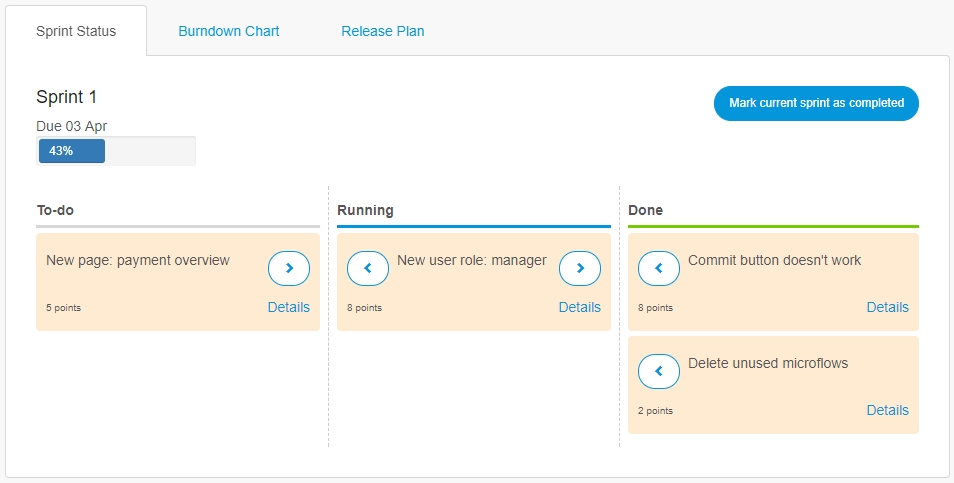 Sprint Status
Burndown Chart
Release Plan
Sprint 1
Mark current sprint as completed
Due 03 Apr
43%
To-do
New page: payment overview
5 points
Details
Running
New user role: manager
8 points
Details
Done
Commit button doesn't work
8 points
Details
Delete unused microflows
2 points
Details